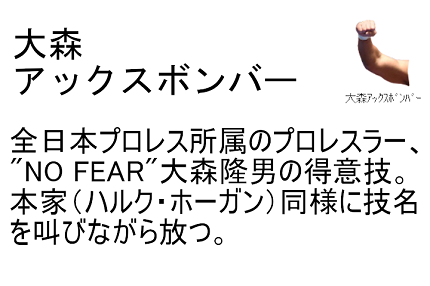 大森
アックスボンバー
大森ｱｯｸｽﾎﾞﾝﾊﾞｰ
全日本プロレス所属のプロレスラー、
"NO FEAR"大森隆男の得意技。
本家（ハルク・ホーガン）同様に技名
を叫びながら放つ。